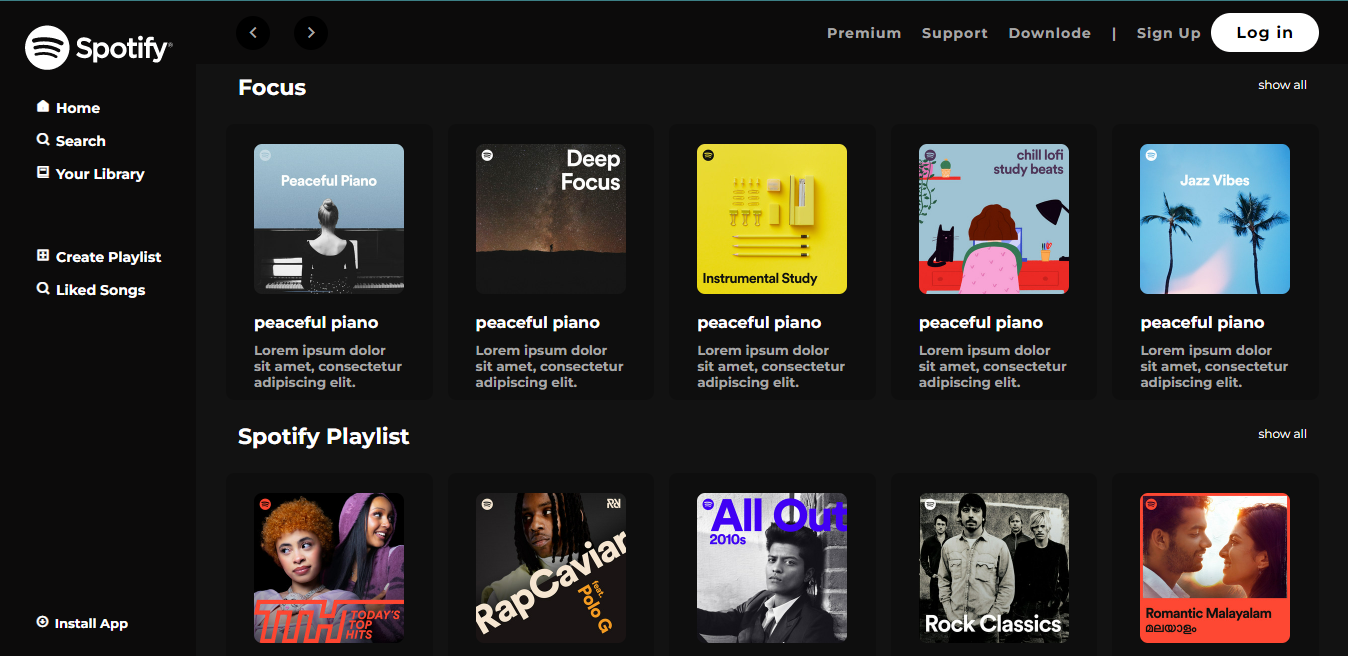 Spotify®
Premium Support Downlode | Sign Up Log in
Home
Search
Your Library
Create Playlist
Liked Songs
Install App
Focus show all
Peaceful Piano
Deep
Focus
Instrumental Study
chill lofi
study beats
Jazz Vibes
peaceful piano
Lorem ipsum dolor
sit amet, consectetur
adipiscing elit.
peaceful piano
Lorem ipsum dolor
sit amet, consectetur
adipiscing elit.
peaceful piano
Lorem ipsum dolor
sit amet, consectetur
adipiscing elit.
peaceful piano
Lorem ipsum dolor
sit amet, consectetur
adipiscing elit.
peaceful piano
Lorem ipsum dolor
sit amet, consectetur
adipiscing elit.
Spotify Playlist show all
TTH TODAY'S
TOP
HITS
RapCaviar
feat.
Polo G
All Out
2010s
Rock Classics
Romantic Malayalam
മലയാളം